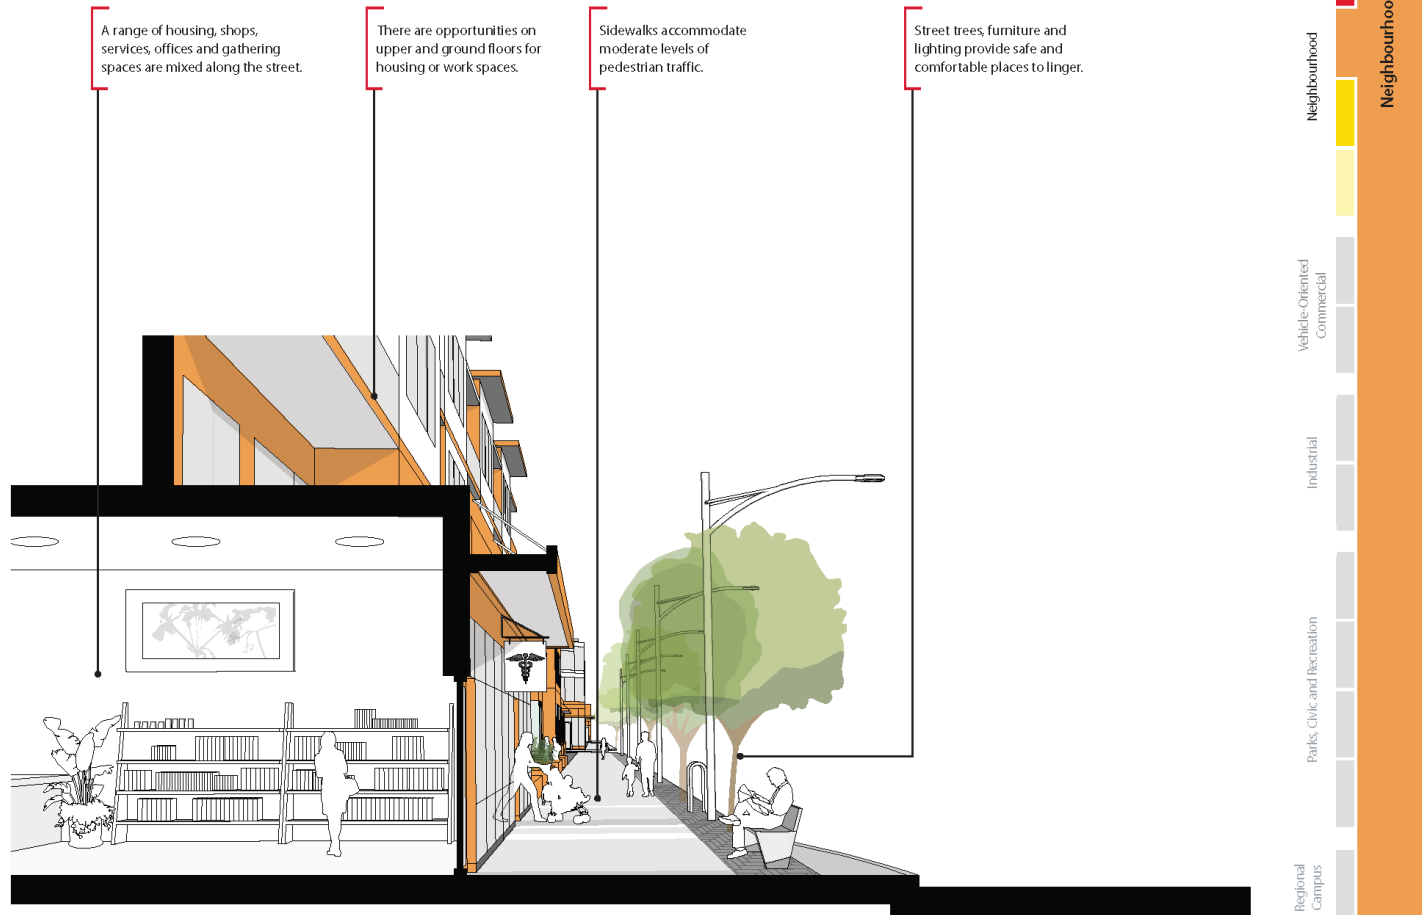 A range of housing, shops,
services, offices and gathering
spaces are mixed along the street.
There are opportunities on
upper and ground floors for
housing or work spaces.
Sidewalks accommodate
moderate levels of
pedestrian traffic.
Street trees, furniture and
lighting provide safe and
comfortable places to linger.
Neighbourhood
Neighbourhoo
Vehicle-Oriented
Commercial
Industrial
Parks, Civic and Recreation
Regional
Campus